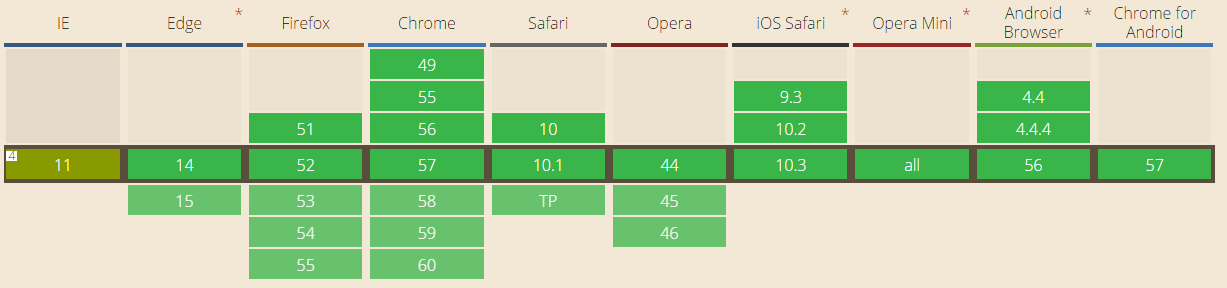 IE Edge * Firefox Chrome Safari Opera iOS Safari * Opera Mini * Android Browser * Chrome for Android
49
55 9.3 4.4
51 56 10 10.2 4.4.4
4 11 14 52 57 10.1 44 10.3 all 56 57
15 53 58 TP 45
54 59 46
55 60